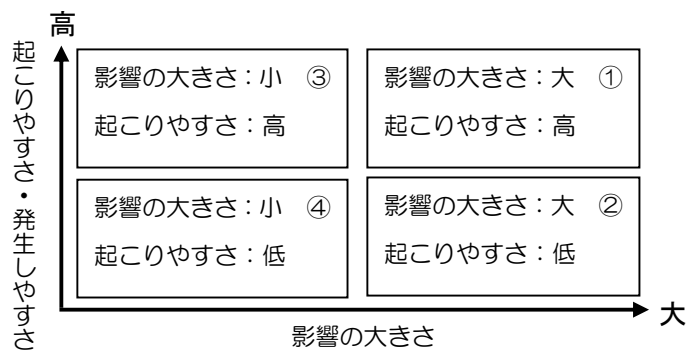 高
起こりやすさ・発生しやすさ
影響の大きさ：小 ③
起こりやすさ：高
影響の大きさ：大 ①
起こりやすさ：高
影響の大きさ：小 ④
起こりやすさ：低
影響の大きさ：大 ②
起こりやすさ：低
大
影響の大きさ